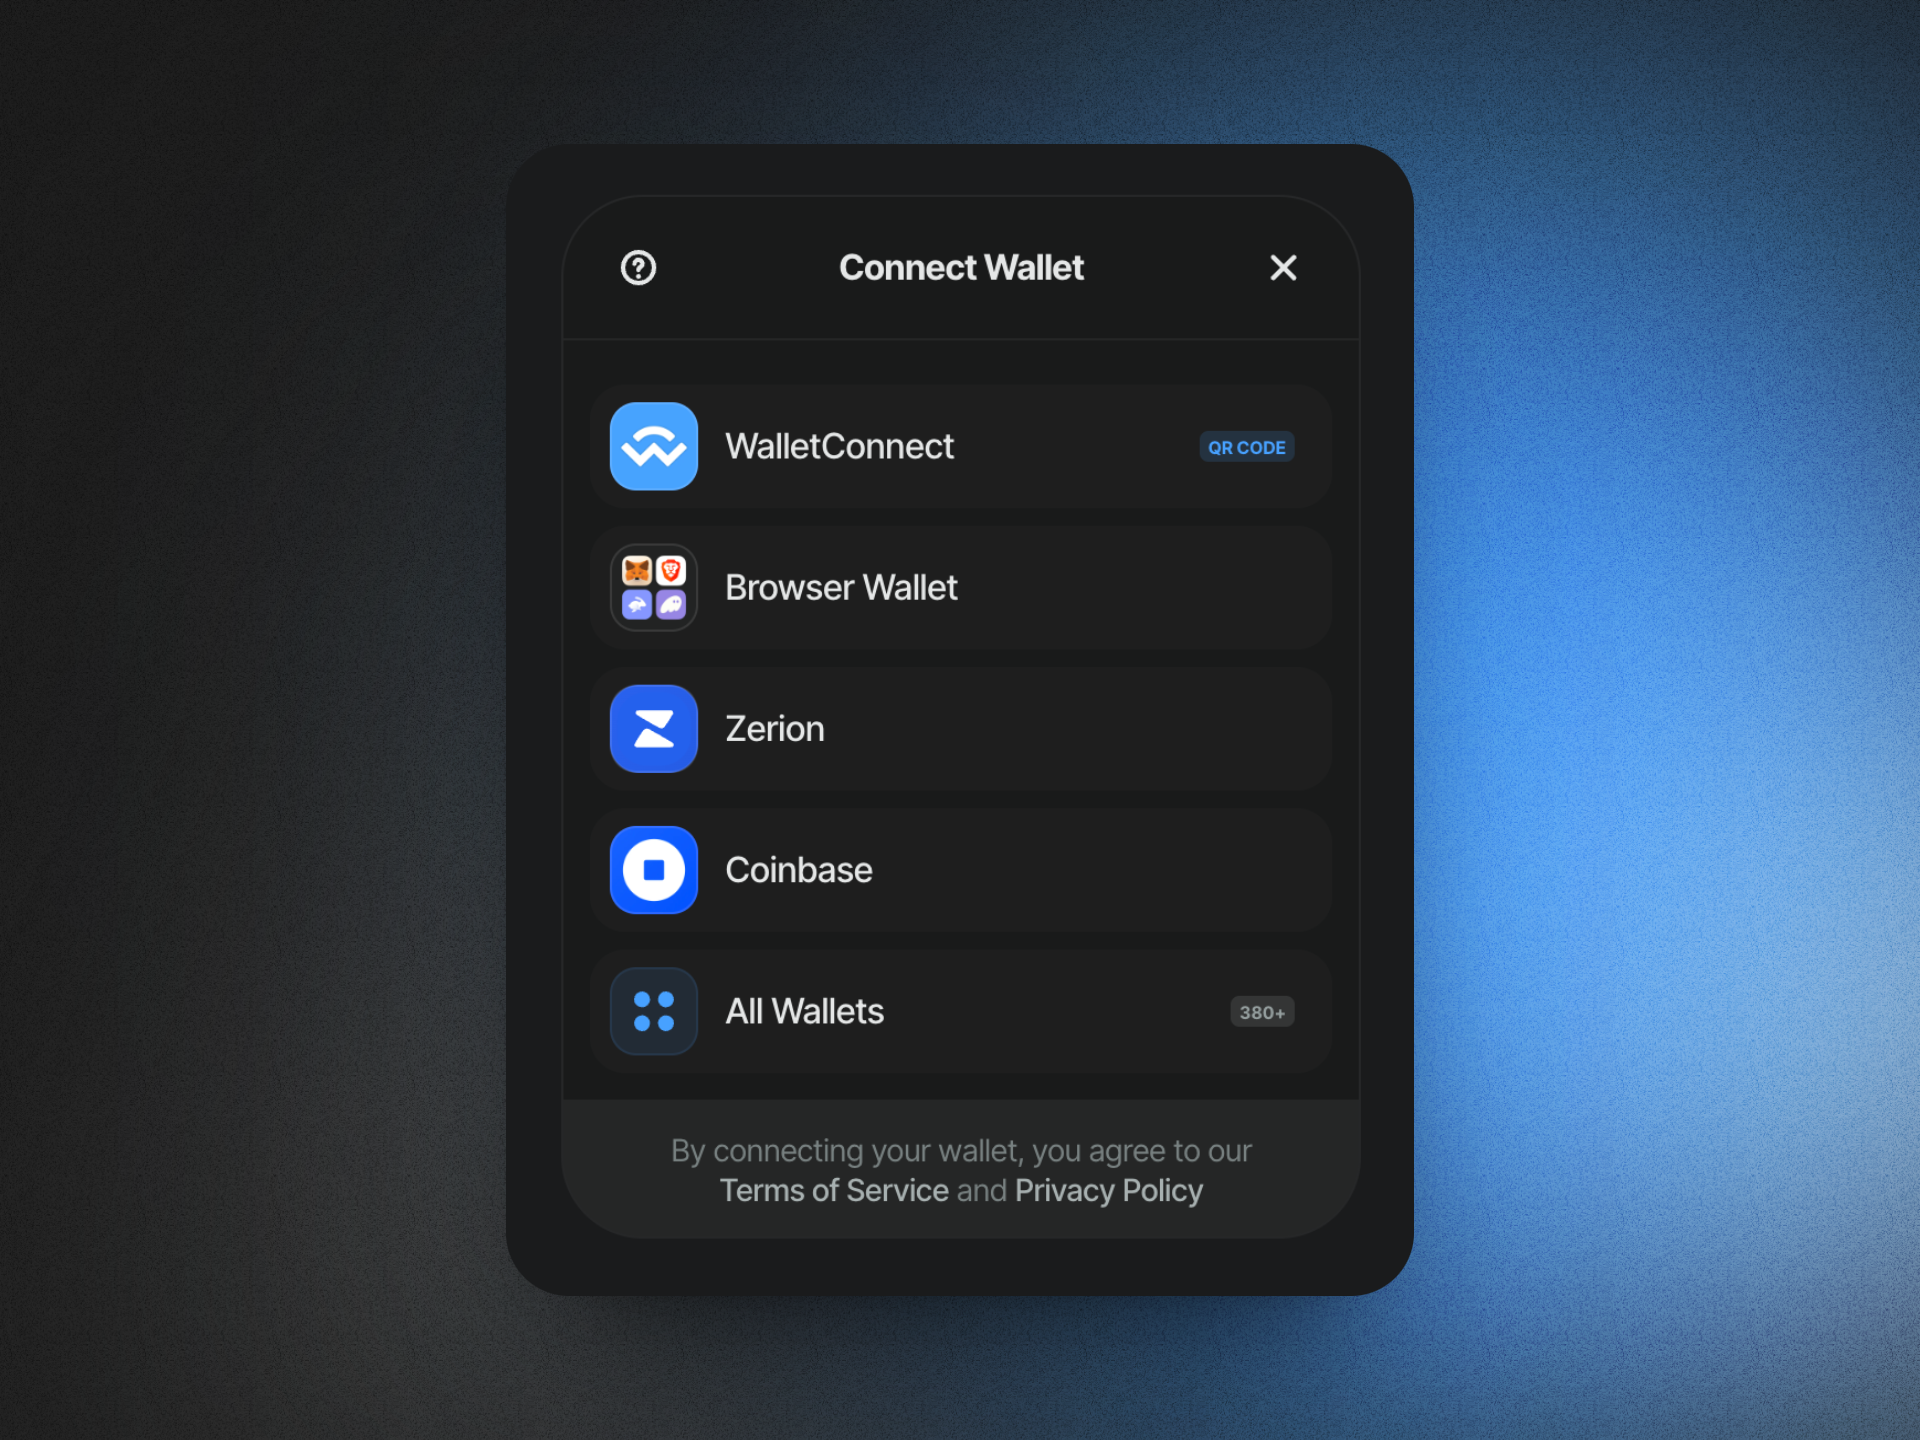 Connect Wallet
WalletConnect
QR CODE
Browser Wallet
Zerion
Coinbase
All Wallets
380+
By connecting your wallet, you agree to our
Terms of Service and Privacy Policy